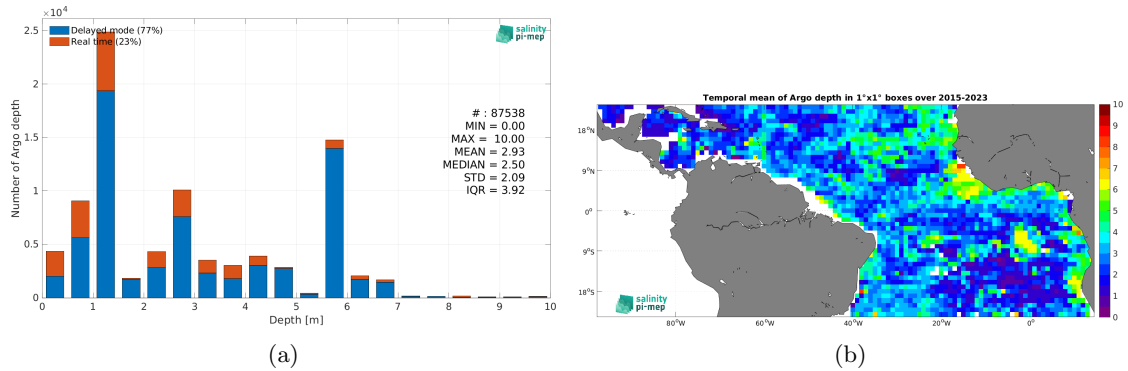 ×10⁴
2.5
2
1.5
1
0.5
0
Number of Argo depth
Delayed mode (77%)
Real time (23%)
salinity
pi-mep
# : 87538
MIN = 0.00
MAX = 10.00
MEAN = 2.93
MEDIAN = 2.50
STD = 2.09
IQR = 3.92
0 1 2 3 4 5 6 7 8 9 10
Depth [m]
(a)
Temporal mean of Argo depth in 1°x1° boxes over 2015-2023
18°N
9°N
0°
9°S
18°S
80°W 60°W 40°W 20°W 0°
salinity
pi-mep
10
9
8
7
6
5
4
3
2
1
0
(b)